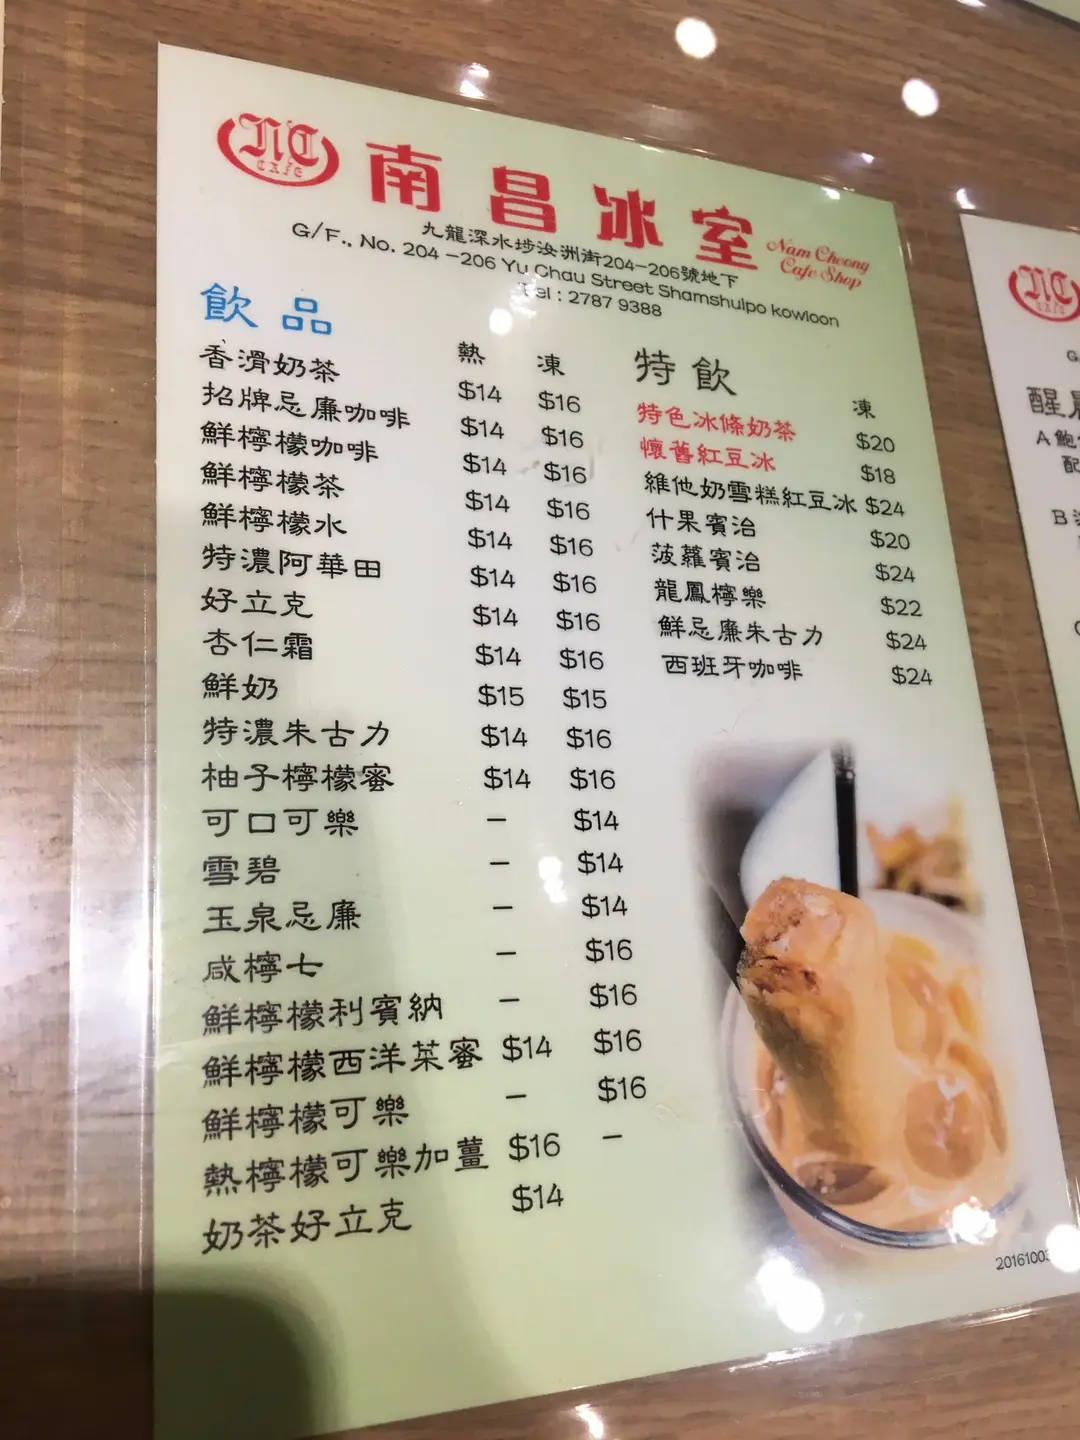 NC CAFE
南昌冰室
Nam Cheong Cafe Shop
九龍深水埗汝洲街204-206號地下
G/F., No. 204 -206 Yu Chau Street Shamshuipo kowloon
Tel : 2787 9388
飲品 熱 凍
香滑奶茶 $14 $16
招牌忌廉咖啡 $14 $16
鮮檸檬咖啡 $14 $16
鮮檸檬茶 $14 $16
鮮檸檬水 $14 $16
特濃阿華田 $14 $16
好立克 $14 $16
杏仁霜 $14 $16
鮮奶 $15 $15
特濃朱古力 $14 $16
柚子檸檬蜜 $14 $16
可口可樂 - $14
雪碧 - $14
玉泉忌廉 - $14
咸檸七 - $16
鮮檸檬利賓納 - $16
鮮檸檬西洋菜蜜 $14 $16
鮮檸檬可樂 - $16
熱檸檬可樂加薑 $16 -
奶茶好立克 $14
特飲 凍
特色冰條奶茶 $20
懷舊紅豆冰 $18
維他奶雪糕紅豆冰 $24
什果賓治 $20
菠蘿賓治 $24
龍鳳檸樂 $22
鮮忌廉朱古力 $24
西班牙咖啡 $24
2016100
NC CAFE
G
醒
A 鮑
配
B